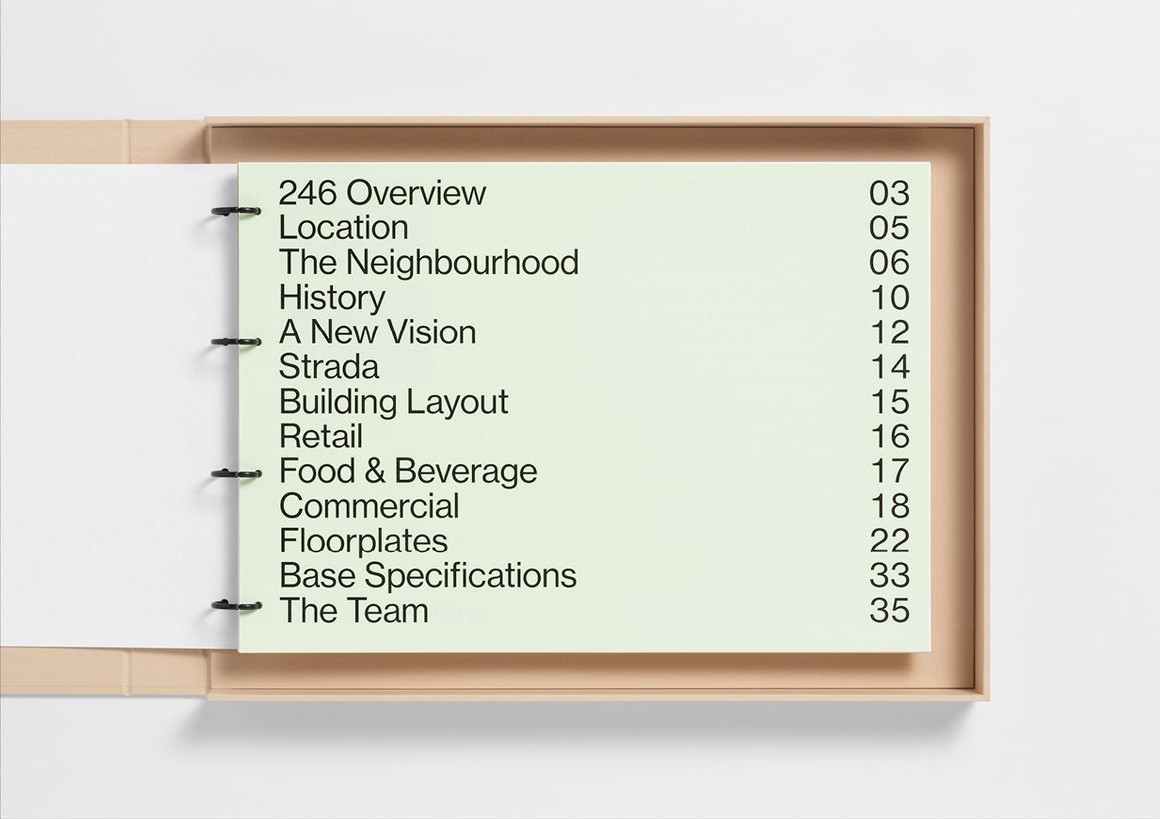 246 Overview 03
Location 05
The Neighbourhood 06
History 10
A New Vision 12
Strada 14
Building Layout 15
Retail 16
Food & Beverage 17
Commercial 18
Floorplates 22
Base Specifications 33
The Team 35